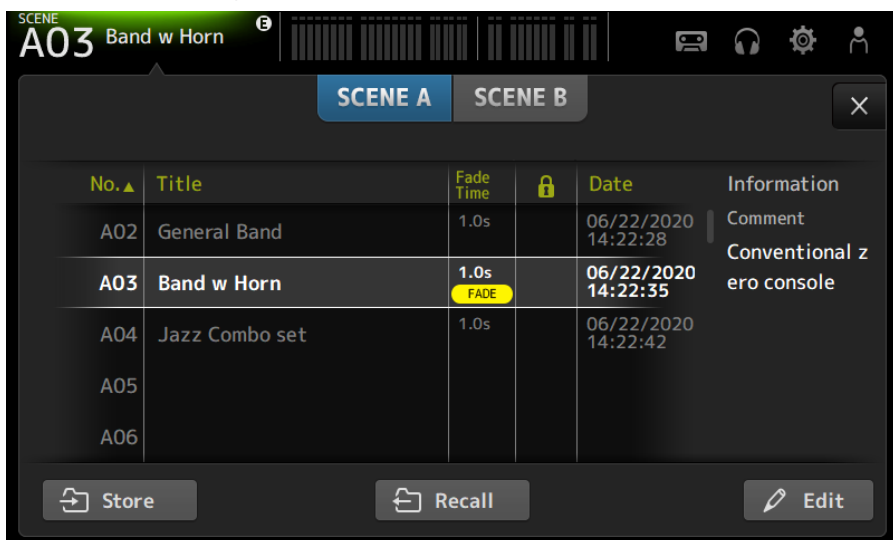 SCENE
A03 Band w Horn E
SCENE A SCENE B
No. Title Fade Time Date Information
A02 General Band 1.0s 06/22/2020 14:22:28
Comment
Conventional z
ero console
A03 Band w Horn 1.0s FADE 06/22/2020 14:22:35
A04 Jazz Combo set 1.0s 06/22/2020 14:22:42
A05
A06
Store Recall Edit